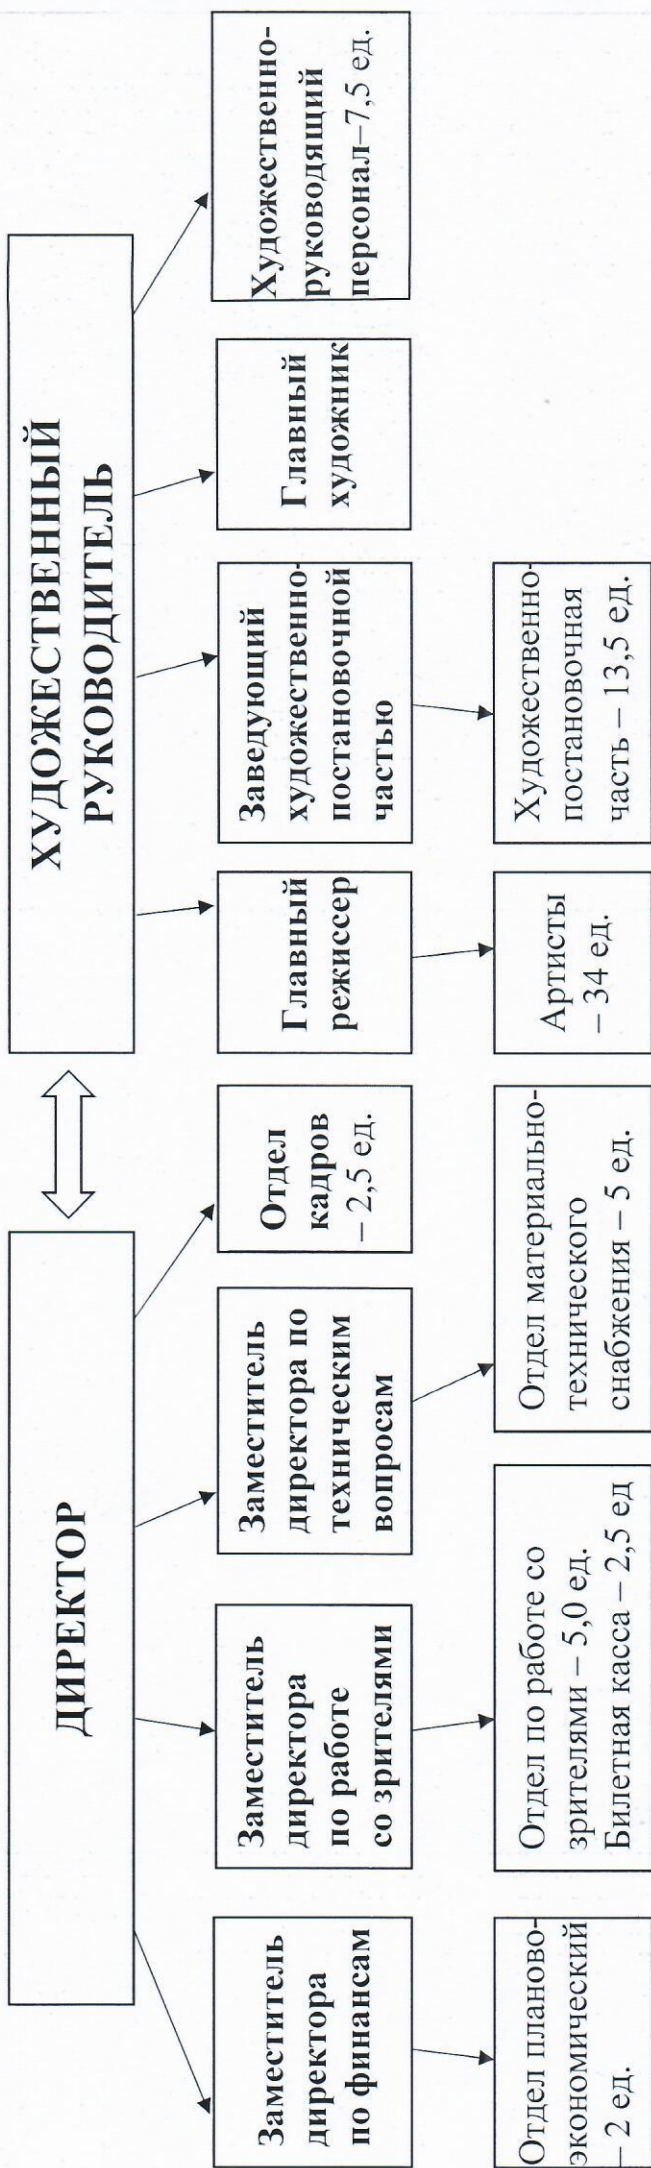 ДИРЕКТОР
ХУДОЖЕСТВЕННЫЙ
РУКОВОДИТЕЛЬ
Заместитель
директора
по финансам
Заместитель
директора
по работе
со зрителями
Заместитель
директора по
техническим
вопросам
Отдел
кадров
– 2,5 ед.
Главный
режиссер
Заведующий
художественно-
постановочной
частью
Главный
художник
Художественно-
руководящий
персонал–7,5 ед.
Отдел планово-
экономический
– 2 ед.
Отдел по работе со
зрителями – 5,0 ед.
Билетная касса – 2,5 ед
Отдел материально-
технического
снабжения – 5 ед.
Артисты
– 34 ед.
Художественно-
постановочная
часть – 13,5 ед.